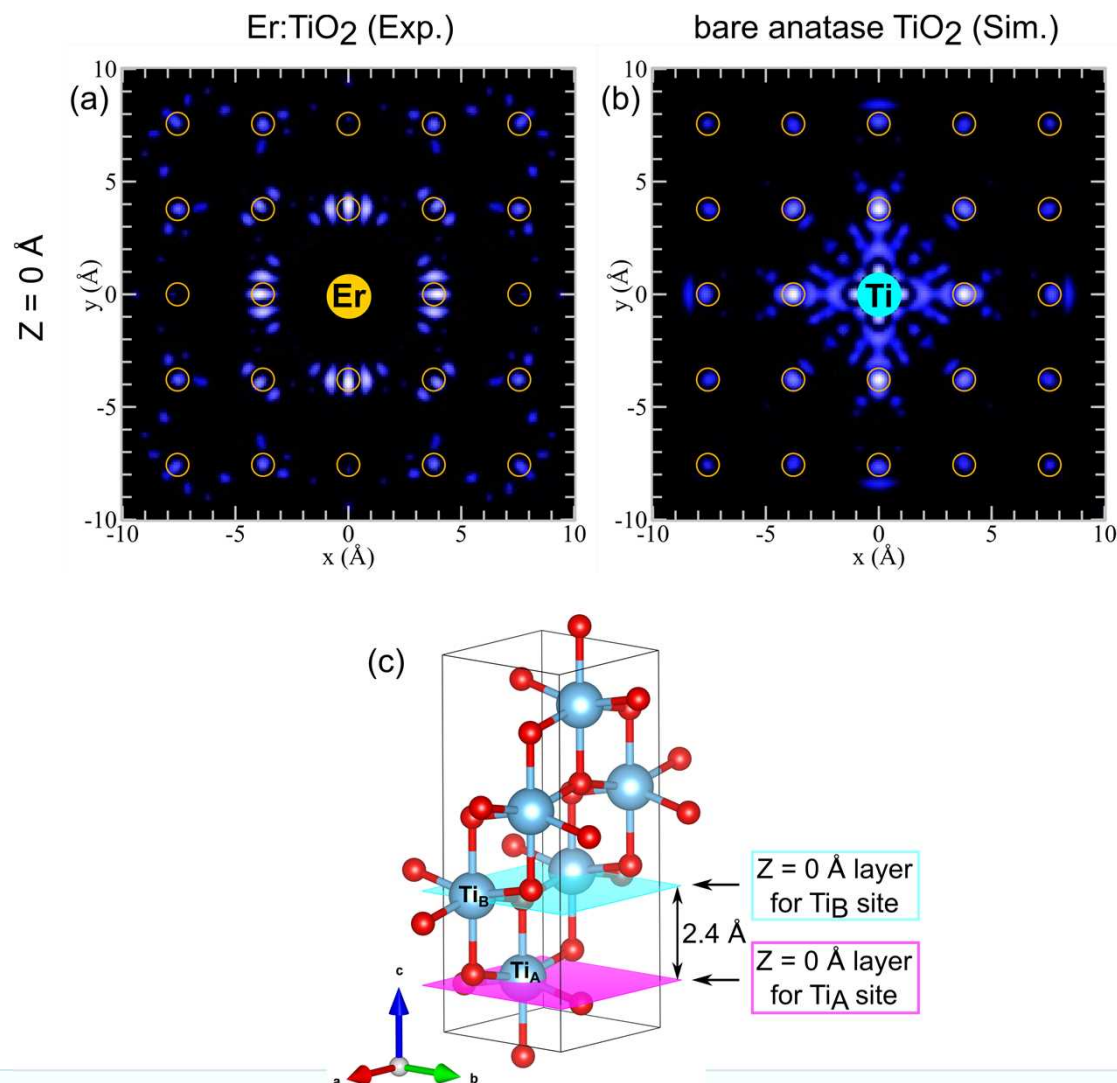 Er:TiO2 (Exp.)
bare anatase TiO2 (Sim.)
Z = 0 Å
(a)
10
5
0
-5
-10
y (Å)
Er
-10
-5
0
5
10
x (Å)
(b)
10
5
0
-5
-10
y (Å)
Ti
-10
-5
0
5
10
x (Å)
(c)
TiB
TiA
Z = 0 Å layer
for TiB site
2.4 Å
Z = 0 Å layer
for TiA site
c
a
b